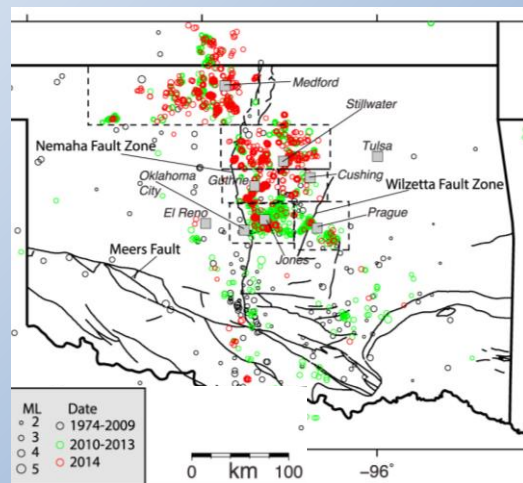 Medford
Stillwater
Nemaha Fault Zone
Tulsa
Oklahoma
City
Guthrie
Cushing
Wilzetta Fault Zone
El Reno
Prague
Meers Fault
Jones
ML
Date
2
1974-2009
3
2010-2013
4
2014
5
0
100
km
−96°